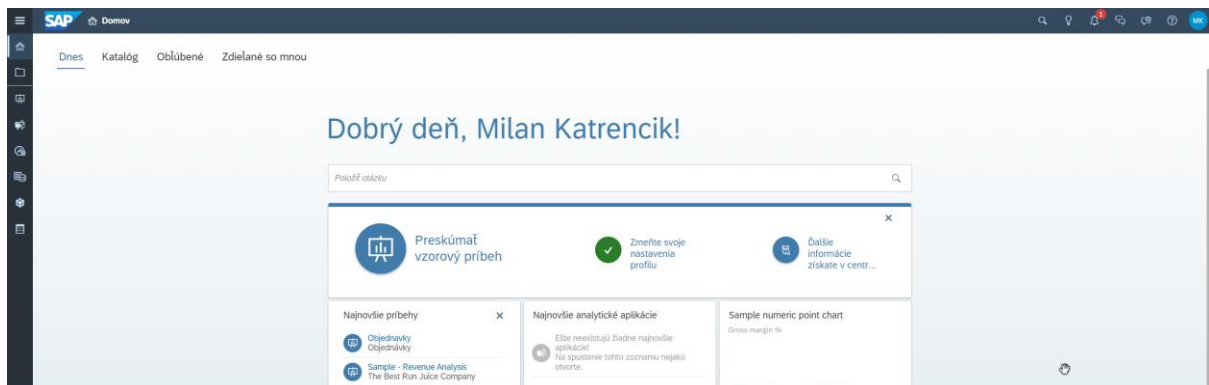 SAP Domov
1
MK
Dnes Katalóg Obľúbené Zdieľané so mnou
Dobrý deň, Milan Katrencik!
Položiť otázku
Preskúmať
vzorový príbeh
Zmeňte svoje
nastavenia
profilu
Ďalšie
informácie
získate v centr...
Najnovšie príbehy
Objednavky
Objednávky
Sample - Revenue Analysis
The Best Run Juice Company
Najnovšie analytické aplikácie
Ešte neexistujú žiadne najnovšie
aplikácie!
Na spustenie tohto zoznamu nejakú
otvorte.
Sample numeric point chart
Gross margin %